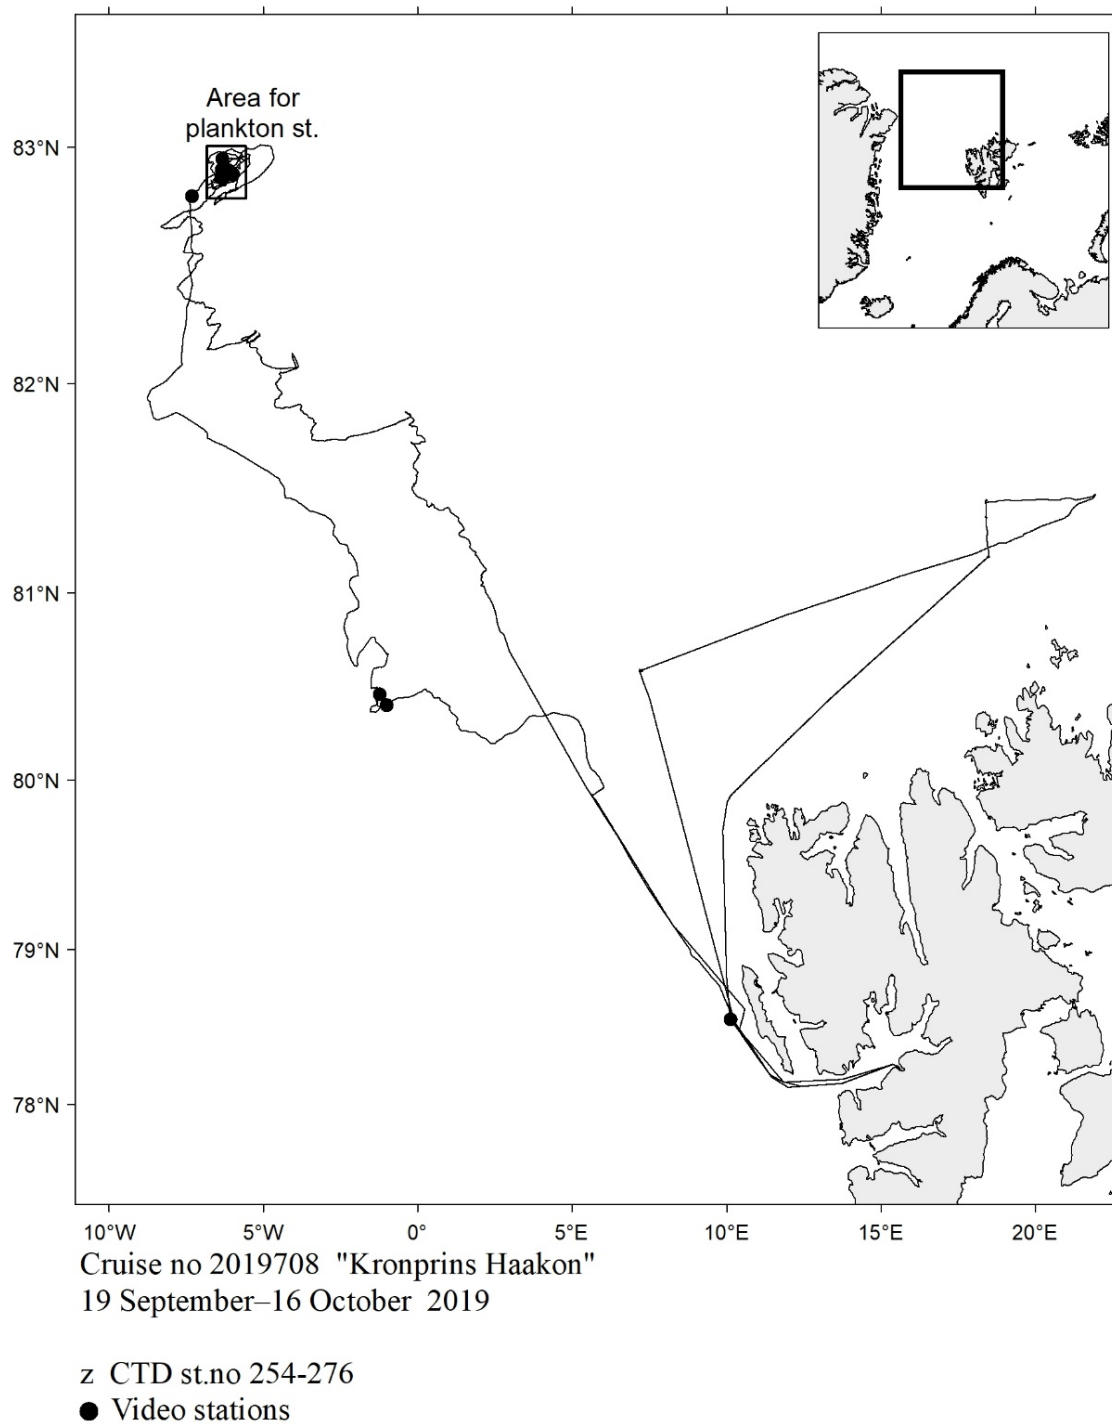 Area for
plankton st.
83°N
82°N
81°N
80°N
79°N
78°N
10°W 5°W 0° 5°E 10°E 15°E 20°E
Cruise no 2019708 "Kronprins Haakon"
19 September–16 October 2019
z CTD st.no 254-276
Video stations